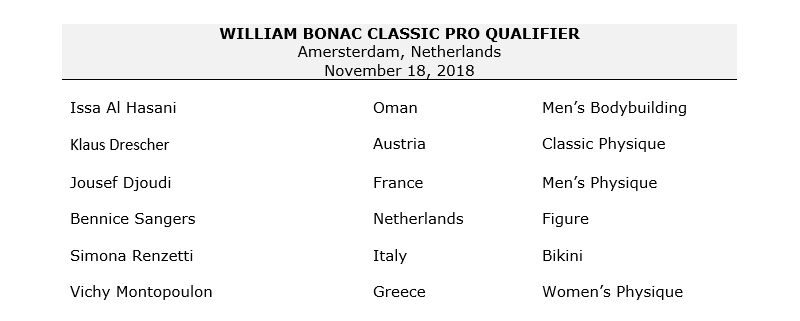 WILLIAM BONAC CLASSIC PRO QUALIFIER
Amersterdam, Netherlands
November 18, 2018
Issa Al Hasani Oman Men’s Bodybuilding
Klaus Drescher Austria Classic Physique
Jousef Djoudi France Men’s Physique
Bennice Sangers Netherlands Figure
Simona Renzetti Italy Bikini
Vichy Montopoulon Greece Women’s Physique